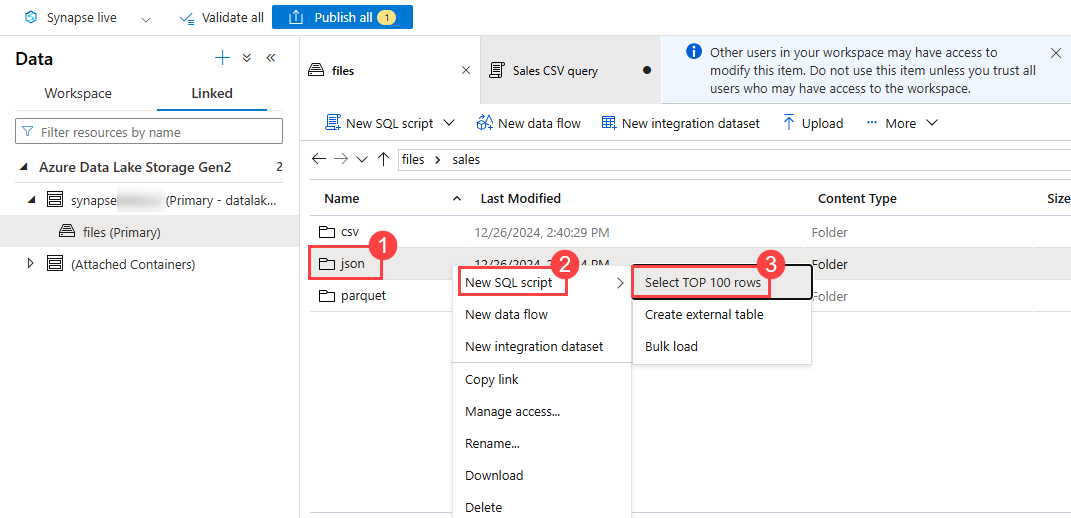 Synapse live
Validate all
Publish all 1
Data
Workspace
Linked
Filter resources by name
Azure Data Lake Storage Gen2 2
synapse (Primary - datalak...
files (Primary)
(Attached Containers)
files
Sales CSV query
Other users in your workspace may have access to
modify this item. Do not use this item unless you trust all
users who may have access to the workspace.
New SQL script
New data flow
New integration dataset
Upload
More
files > sales
Name
Last Modified
Content Type
Size
csv 12/26/2024, 2:40:29 PM Folder
1
json 12/26/2024, PM Folder
parquet Folder
2
New SQL script
New data flow
New integration dataset
Copy link
Manage access...
Rename...
Download
Delete
3
Select TOP 100 rows
Create external table
Bulk load